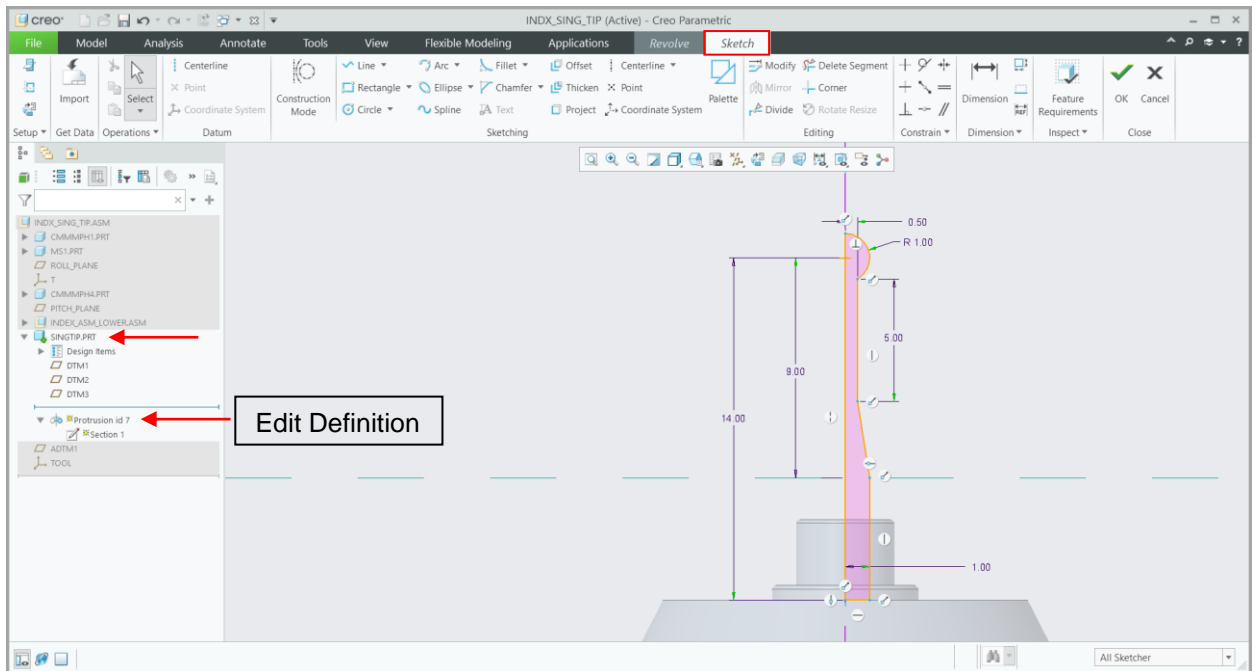 creo° INDX_SING_TIP (Active) - Creo Parametric
File Model Analysis Annotate Tools View Flexible Modeling Applications Revolve Sketch
Import
Select
Centerline
× Point
Coordinate System
Construction
Mode
Line Arc Fillet Offset Centerline
Rectangle Ellipse Chamfer Thicken × Point
Circle Spline Text Project Coordinate System
Palette
Modify Delete Segment
Mirror Corner
Divide Rotate Resize
Dimension
REF
Feature
Requirements
OK Cancel
Setup Get Data Operations Datum Sketching Editing Constrain Dimension Inspect Close
INDX_SING_TIP.ASM
CMMMPH1.PRT
MS1.PRT
ROLL_PLANE
T
CMMMPH4.PRT
PITCH_PLANE
INDEX_ASM_LOWER.ASM
SINGTIP.PRT
Design Items
DTM1
DTM2
DTM3
Protrusion id 7
Section 1
ADTM1
TOOL
Edit Definition
0.50
R 1.00
5.00
9.00
14.00
1.00
All Sketcher